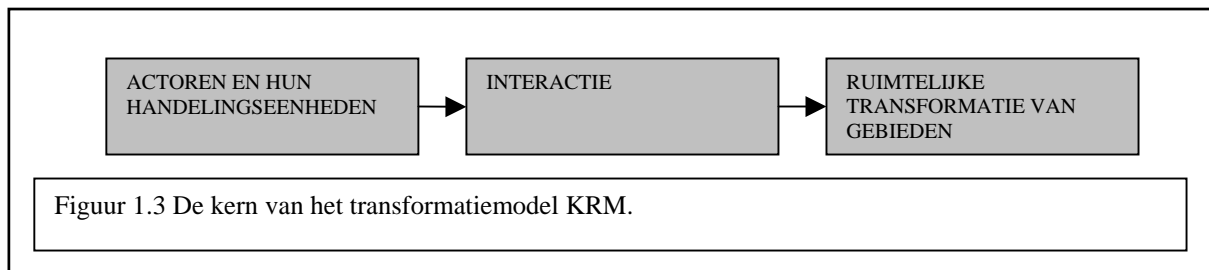 ACTOREN EN HUN
HANDELINGSEENHEDEN
INTERACTIE
RUIMTELIJKE
TRANSFORMATIE VAN
GEBIEDEN
Figuur 1.3 De kern van het transformatiemodel KRM.